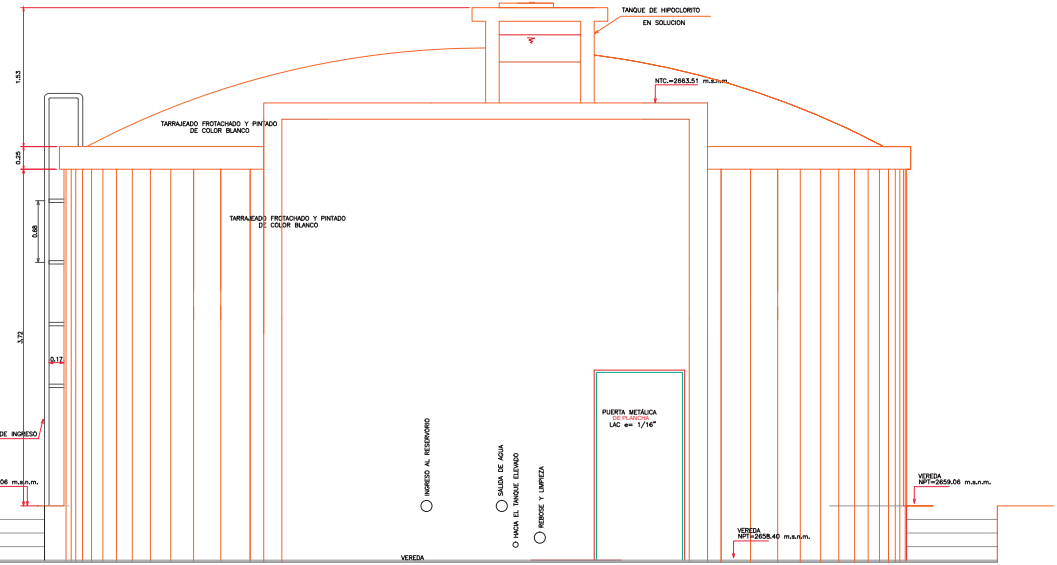 TANQUE DE HIPOCLORITO
EN SOLUCION
1.53
NTC.=2663.51 m.s.n.m.
TARRAJEADO FROTACHADO Y PINTADO
DE COLOR BLANCO
0.25
TARRAJEADO FROTACHADO Y PINTADO
DE COLOR BLANCO
0.68
3.72
0.17
PUERTA METÁLICA
DE PLANCHA
LAC e= 1/16"
DE INGRESO
INGRESO AL RESERVORIO
SALIDA DE AGUA
HACIA EL TANQUE ELEVADO
REBOSE Y LIMPIEZA
06 m.s.n.m.
VEREDA
NPT=2659.06 m.s.n.m.
VEREDA
NPT=2658.40 m.s.n.m.
VEREDA